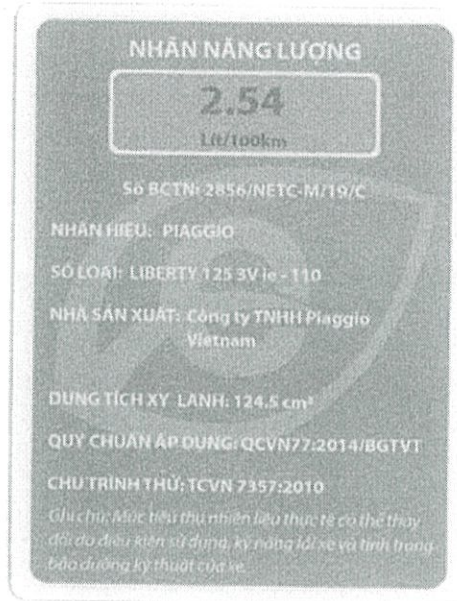 NHÃN NĂNG LƯỢNG
2.54
Lít/100km
Số BCTN: 2856/NETC-M/19/C
NHÃN HIỆU: PIAGGIO
SỐ LOẠI: LIBERTY 125 3V ie - 110
NHÀ SẢN XUẤT: Công ty TNHH Piaggio
Vietnam
DUNG TÍCH XY LANH: 124.5 cm³
QUY CHUẨN ÁP DỤNG: QCVN77:2014/BGTVT
CHU TRÌNH THỬ: TCVN 7357:2010
Ghi chú: Mức tiêu thụ nhiên liệu thực tế có thể thay
đổi do điều kiện sử dụng, kỹ năng lái xe và tình trạng
bảo dưỡng kỹ thuật của xe.